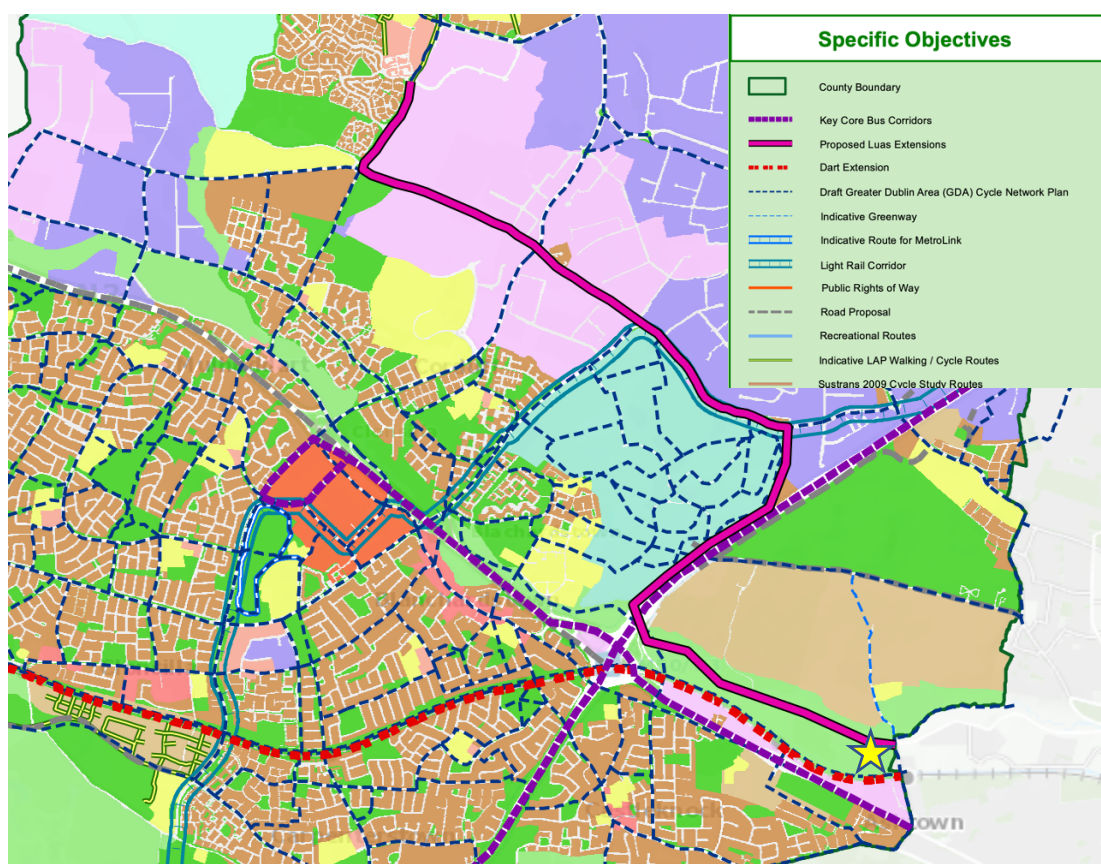 Specific Objectives
County Boundary
Key Core Bus Corridors
Proposed Luas Extensions
Dart Extension
Draft Greater Dublin Area (GDA) Cycle Network Plan
Indicative Greenway
Indicative Route for MetroLink
Light Rail Corridor
Public Rights of Way
Road Proposal
Recreational Routes
Indicative LAP Walking / Cycle Routes
Sustrans 2009 Cycle Study Routes
town